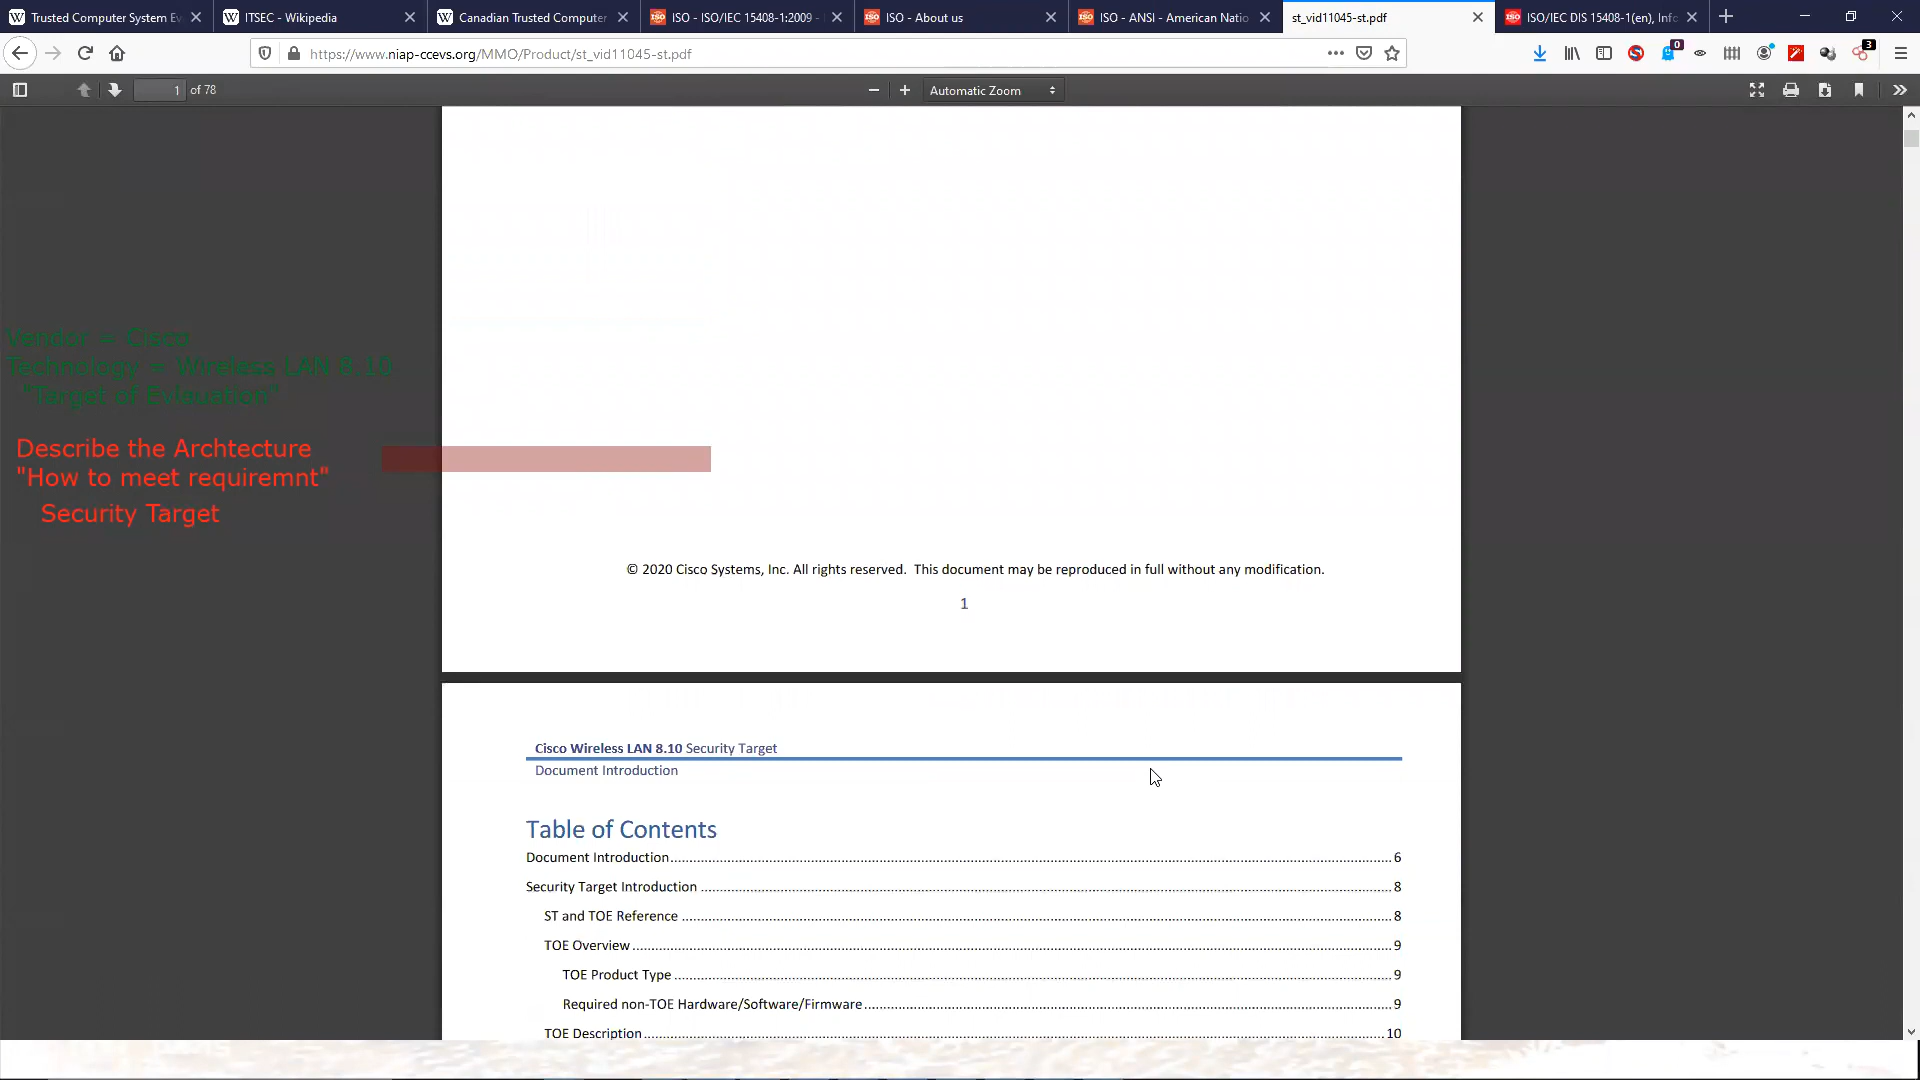 Trusted Computer System Ev
ITSEC - Wikipedia
Canadian Trusted Computer
ISO - ISO/IEC 15408-1:2009 -
ISO - About us
ISO - ANSI - American Natio
st_vid11045-st.pdf
ISO/IEC DIS 15408-1(en), Info
https://www.niap-ccevs.org/MMO/Product/st_vid11045-st.pdf
0
3
1 of 78
Automatic Zoom
Vendor = Cisco
Technology = Wireless LAN 8.10
"Target of Evlauation"
Describe the Archtecture
"How to meet requiremnt"
Security Target
© 2020 Cisco Systems, Inc. All rights reserved. This document may be reproduced in full without any modification.
1
Cisco Wireless LAN 8.10 Security Target
Document Introduction
Table of Contents
Document Introduction 6
Security Target Introduction 8
ST and TOE Reference 8
TOE Overview 9
TOE Product Type 9
Required non-TOE Hardware/Software/Firmware 9
TOE Description 10